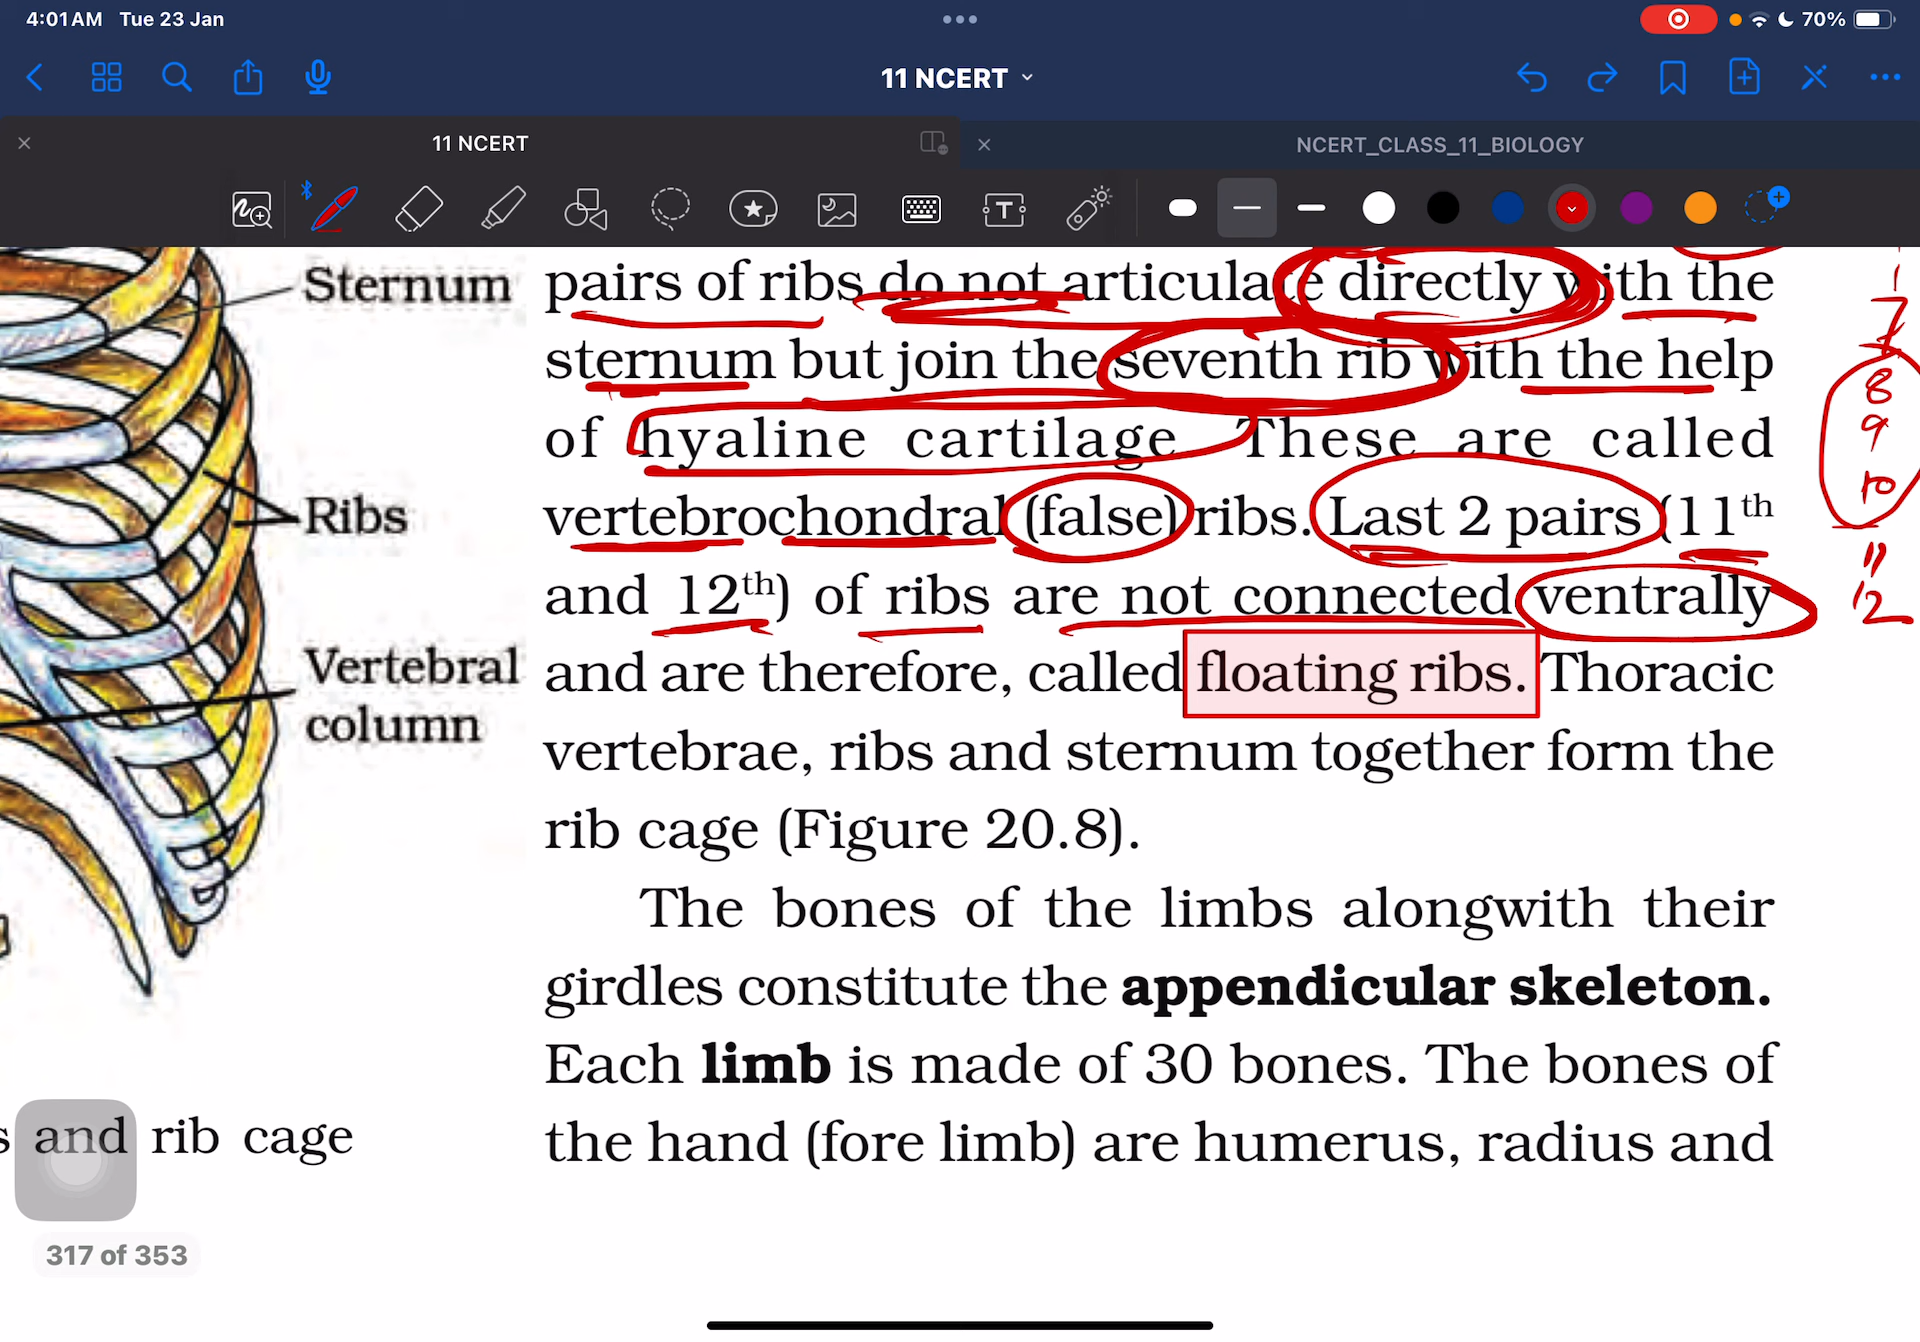 4:01 AM Tue 23 Jan
70%
11 NCERT
11 NCERT
NCERT_CLASS_11_BIOLOGY
T
Sternum
Ribs
Vertebral
column
s and rib cage
pairs of ribs do not articulate directly with the
sternum but join the seventh rib with the help
of hyaline cartilage. These are called
vertebrochondral (false) ribs. Last 2 pairs (11th
and 12th) of ribs are not connected ventrally
and are therefore, called floating ribs. Thoracic
vertebrae, ribs and sternum together form the
rib cage (Figure 20.8).
The bones of the limbs alongwith their
girdles constitute the appendicular skeleton.
Each limb is made of 30 bones. The bones of
the hand (fore limb) are humerus, radius and
7
8
9
10
11
12
317 of 353